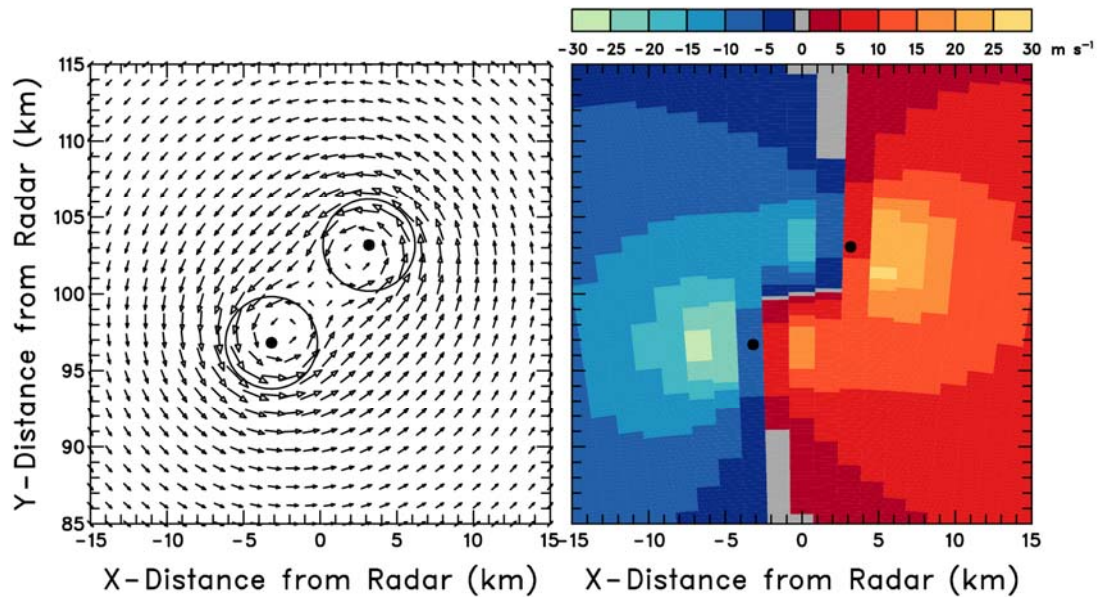 -30 -25 -20 -15 -10 -5 0 5 10 15 20 25 30 m s⁻¹
115
110
105
100
95
90
85
Y-Distance from Radar (km)
-15 -10 -5 0 5 10 15
X-Distance from Radar (km)
-15 -10 -5 0 5 10 15
X-Distance from Radar (km)